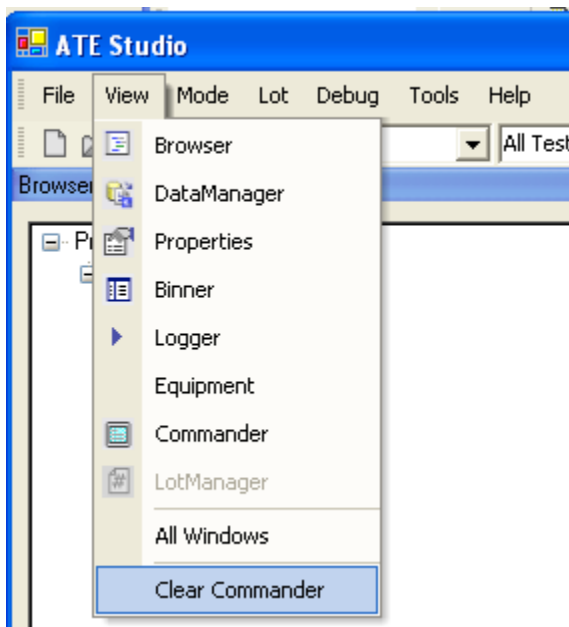 ATE Studio
File View Mode Lot Debug Tools Help
All Test
Browser
Browser
DataManager
Properties
Binner
Logger
Equipment
Commander
LotManager
All Windows
Clear Commander